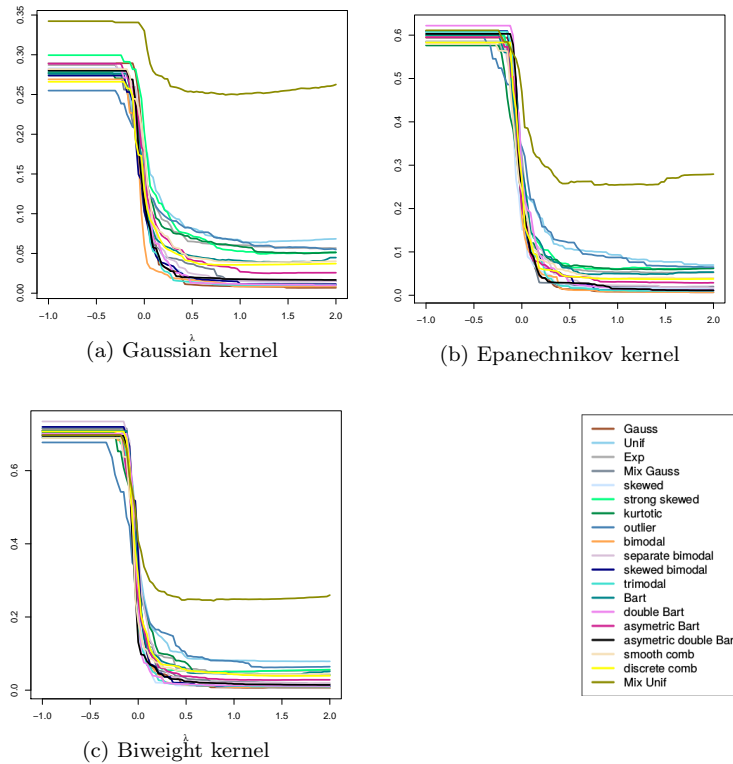 0.00 0.05 0.10 0.15 0.20 0.25 0.30 0.35
−1.0 −0.5 0.0 0.5 1.0 1.5 2.0
λ
(a) Gaussian kernel
0.0 0.1 0.2 0.3 0.4 0.5 0.6
−1.0 −0.5 0.0 0.5 1.0 1.5 2.0
(b) Epanechnikov kernel
0.0 0.2 0.4 0.6
−1.0 −0.5 0.0 0.5 1.0 1.5 2.0
λ
(c) Biweight kernel
Gauss
Unif
Exp
Mix Gauss
skewed
strong skewed
kurtotic
outlier
bimodal
separate bimodal
skewed bimodal
trimodal
Bart
double Bart
asymetric Bart
asymetric double Bart
smooth comb
discrete comb
Mix Unif